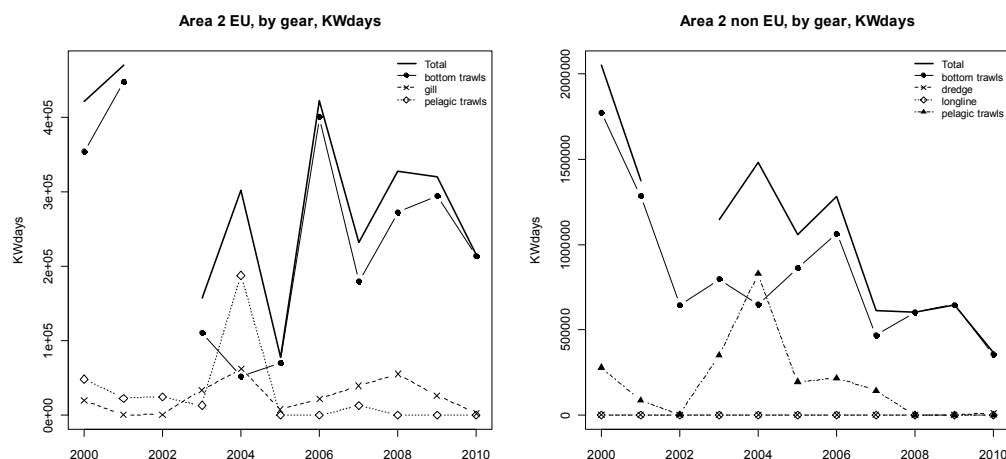 Area 2 EU, by gear, KWdays
Total
bottom trawls
gill
pelagic trawls
KWdays
4e+05
3e+05
2e+05
1e+05
0e+00
2000 2002 2004 2006 2008 2010
Area 2 non EU, by gear, KWdays
Total
bottom trawls
dredge
longline
pelagic trawls
KWdays
2000000
1500000
1000000
500000
0
2000 2002 2004 2006 2008 2010